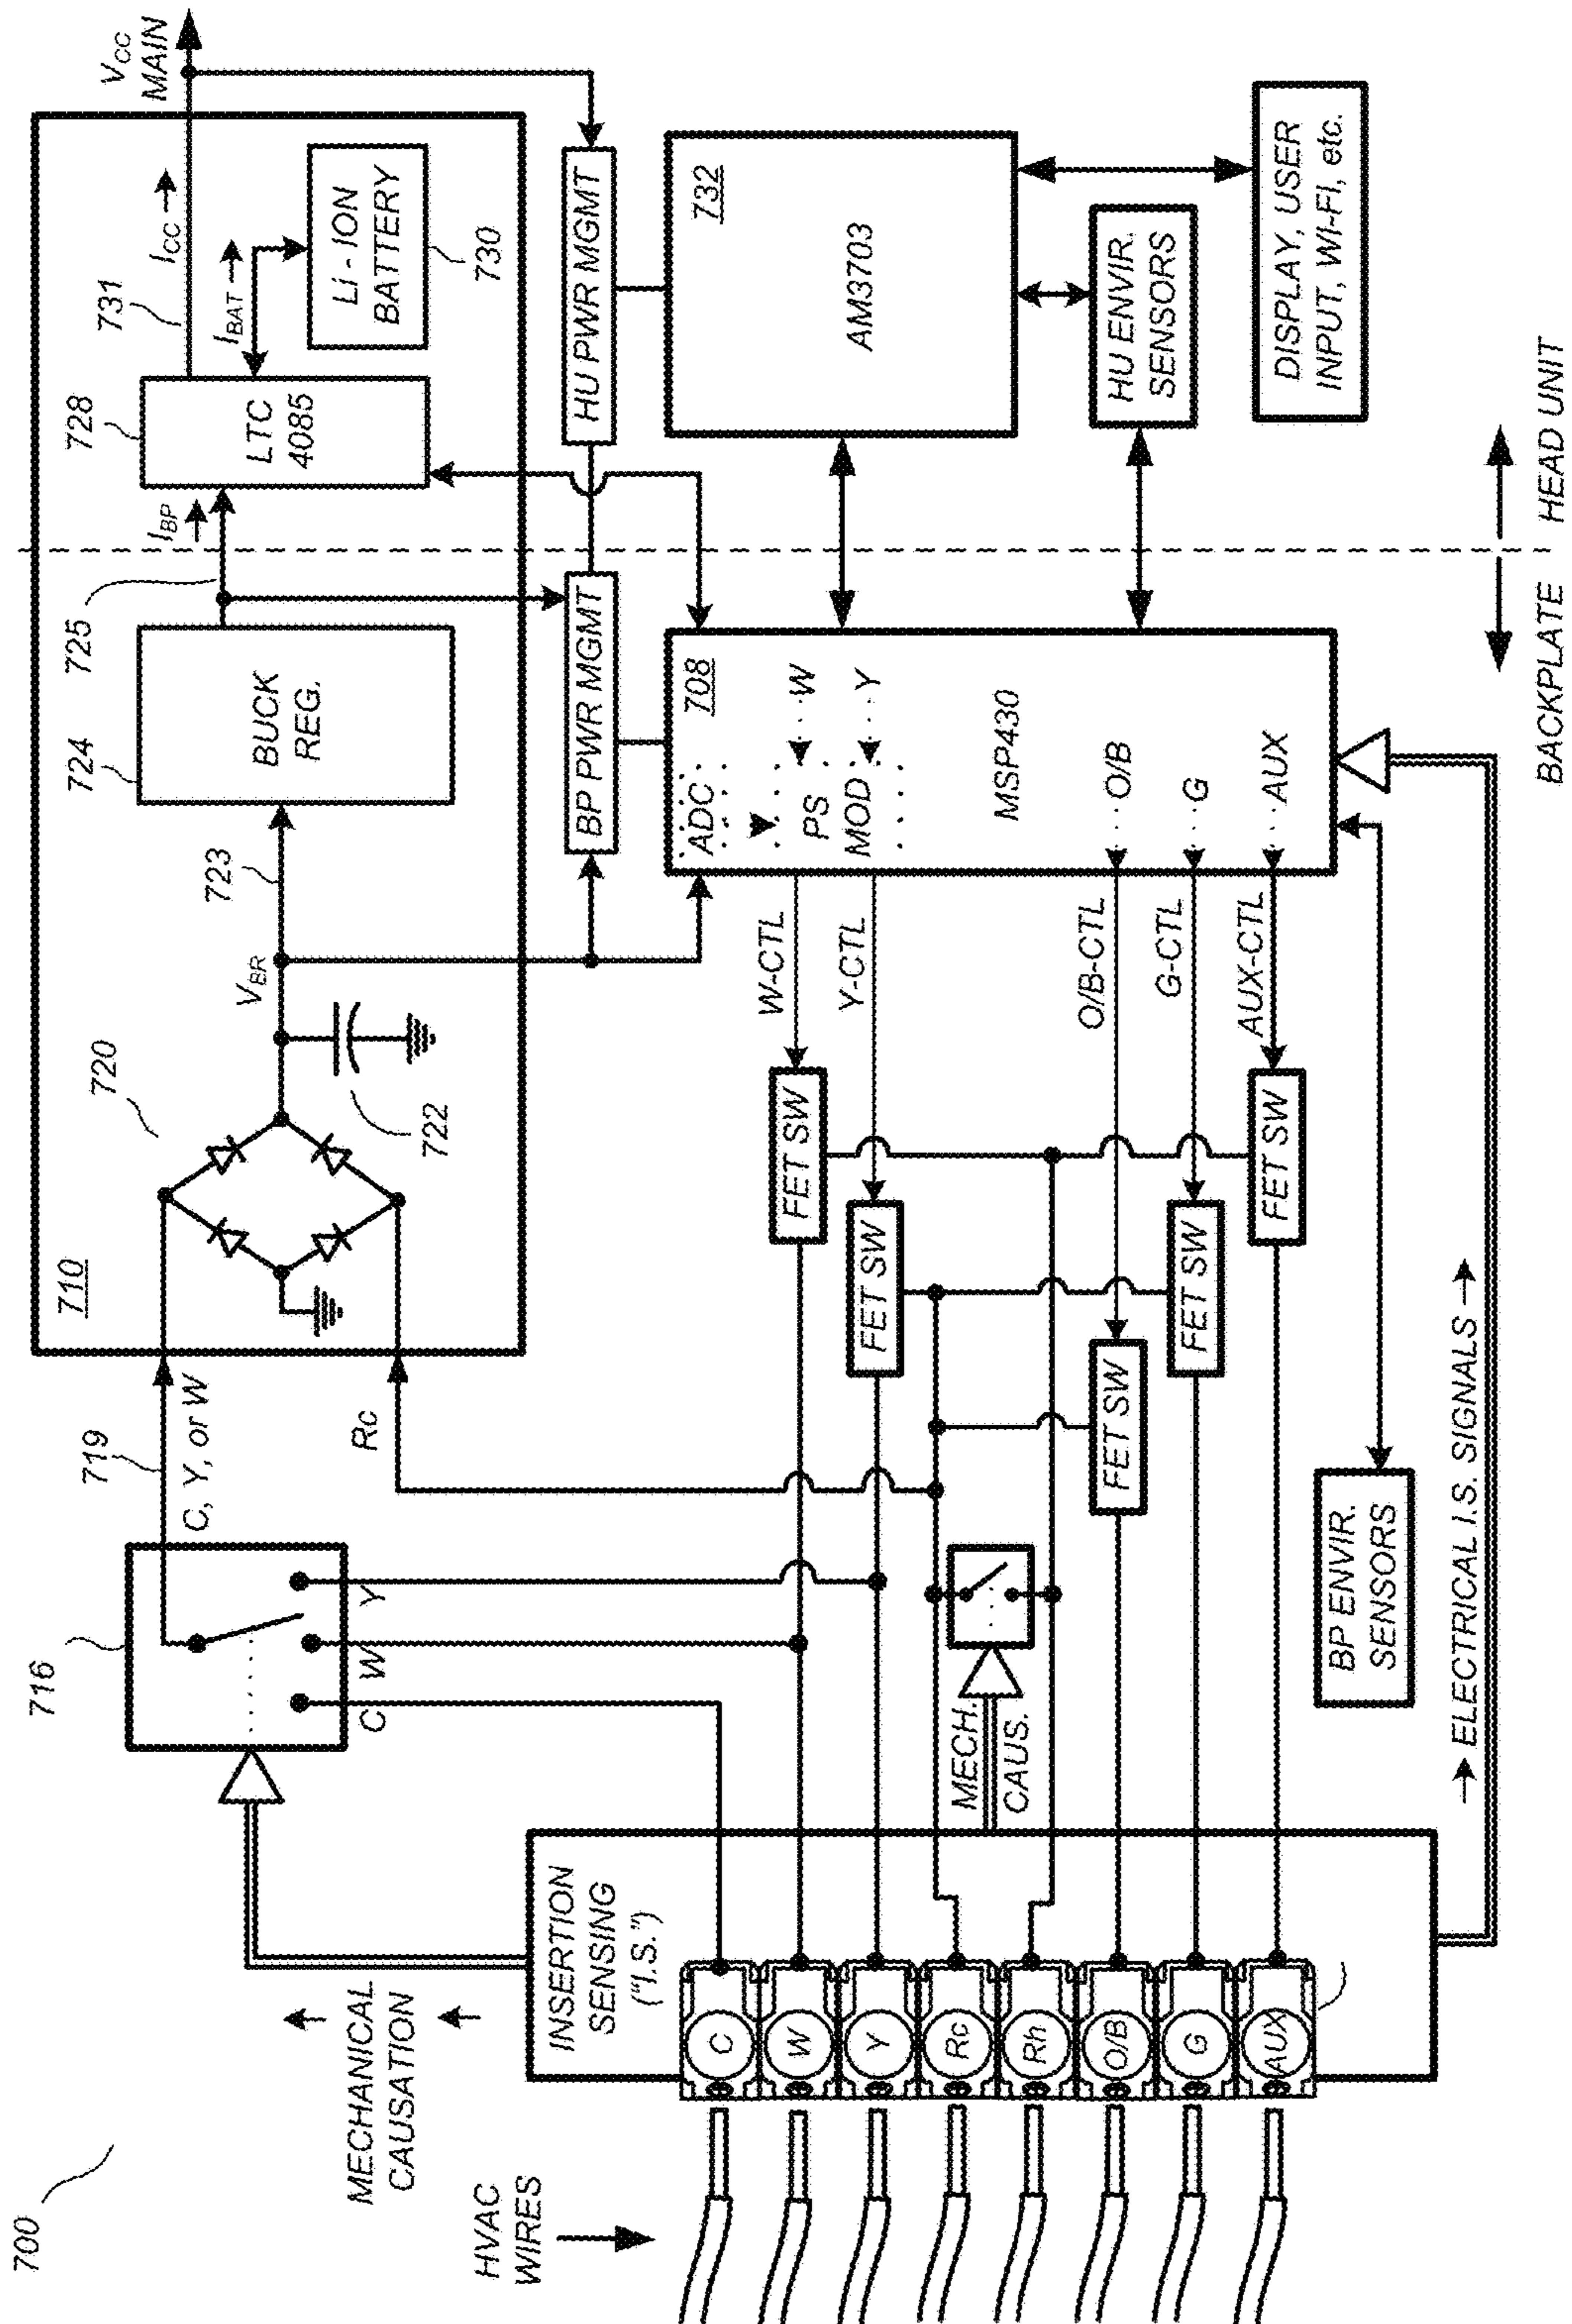 700
HVAC
WIRES
MECHANICAL
CAUSATION
INSERTION
SENSING
("I.S.")
C
W
Y
Rc
Rh
O/B
G
AUX
716
C
W
Y
719
C, Y, or W
Rc
MECH.
CAUS.
BP ENVIR.
SENSORS
ELECTRICAL I.S. SIGNALS
710
720
722
VBR
723
724
BUCK
REG.
725
IBP
728
LTC
4085
731
ICC
IBAT
Li - ION
BATTERY
730
VCC
MAIN
FET SW
FET SW
FET SW
FET SW
FET SW
W-CTL
Y-CTL
O/B-CTL
G-CTL
AUX-CTL
BP PWR MGMT
HU PWR MGMT
708
ADC
PS
MOD
W
Y
MSP430
O/B
G
AUX
732
AM3703
HU ENVIR.
SENSORS
DISPLAY, USER
INPUT, WI-FI, etc.
BACKPLATE
HEAD UNIT